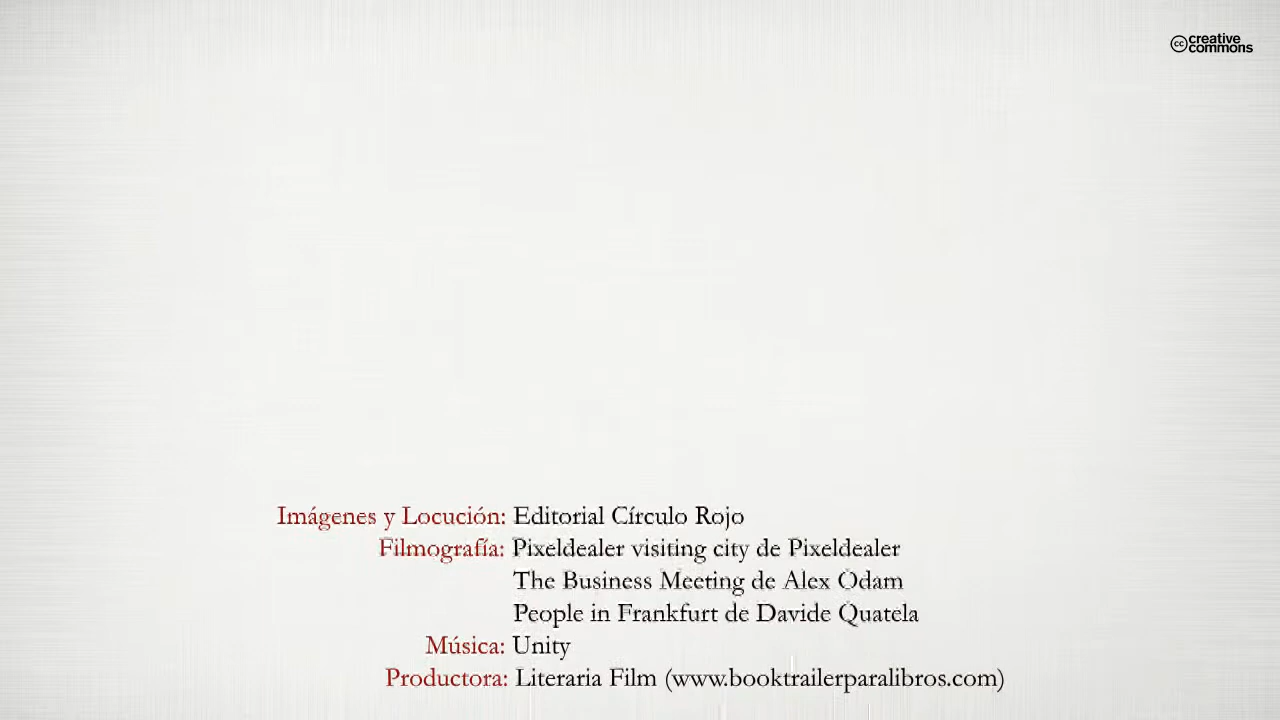 creative
commons
Imágenes y Locución: Editorial Círculo Rojo
Filmografía: Pixeldealer visiting city de Pixeldealer
The Business Meeting de Alex Odam
People in Frankfurt de Davide Quatela
Música: Unity
Productora: Literaria Film (www.booktrailerparalibros.com)